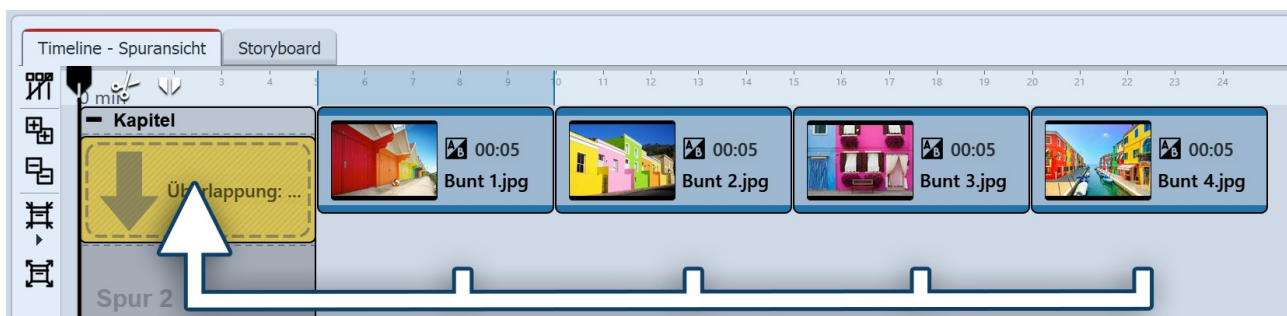 Timeline - Spuransicht Storyboard
0 min 3 4 5 6 7 8 9 10 11 12 13 14 15 16 17 18 19 20 21 22 23 24
Kapitel
00:05 00:05 00:05 00:05
Überlappung: ... Bunt 1.jpg Bunt 2.jpg Bunt 3.jpg Bunt 4.jpg
Spur 2